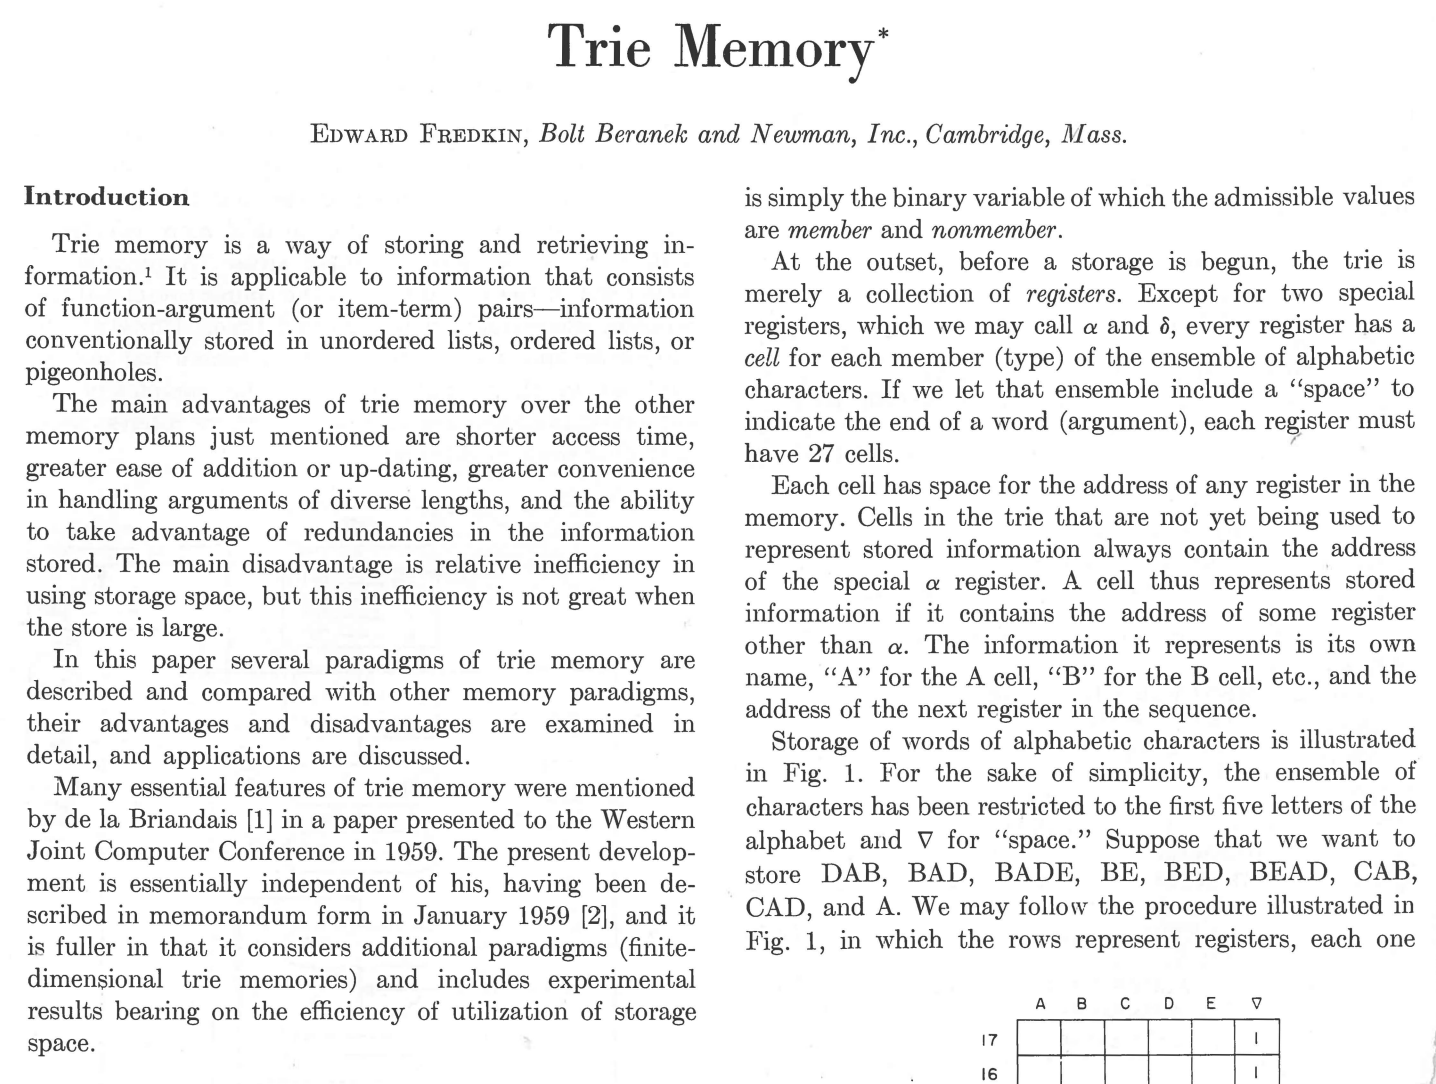 Trie Memory*
EDWARD FREDKIN, Bolt Beranek and Newman, Inc., Cambridge, Mass.
Introduction
Trie memory is a way of storing and retrieving in-
formation.¹ It is applicable to information that consists
of function-argument (or item-term) pairs—information
conventionally stored in unordered lists, ordered lists, or
pigeonholes.
The main advantages of trie memory over the other
memory plans just mentioned are shorter access time,
greater ease of addition or up-dating, greater convenience
in handling arguments of diverse lengths, and the ability
to take advantage of redundancies in the information
stored. The main disadvantage is relative inefficiency in
using storage space, but this inefficiency is not great when
the store is large.
In this paper several paradigms of trie memory are
described and compared with other memory paradigms,
their advantages and disadvantages are examined in
detail, and applications are discussed.
Many essential features of trie memory were mentioned
by de la Briandais [1] in a paper presented to the Western
Joint Computer Conference in 1959. The present develop-
ment is essentially independent of his, having been de-
scribed in memorandum form in January 1959 [2], and it
is fuller in that it considers additional paradigms (finite-
dimensional trie memories) and includes experimental
results bearing on the efficiency of utilization of storage
space.
is simply the binary variable of which the admissible values
are member and nonmember.
At the outset, before a storage is begun, the trie is
merely a collection of registers. Except for two special
registers, which we may call α and δ, every register has a
cell for each member (type) of the ensemble of alphabetic
characters. If we let that ensemble include a “space” to
indicate the end of a word (argument), each register must
have 27 cells.
Each cell has space for the address of any register in the
memory. Cells in the trie that are not yet being used to
represent stored information always contain the address
of the special α register. A cell thus represents stored
information if it contains the address of some register
other than α. The information it represents is its own
name, “A” for the A cell, “B” for the B cell, etc., and the
address of the next register in the sequence.
Storage of words of alphabetic characters is illustrated
in Fig. 1. For the sake of simplicity, the ensemble of
characters has been restricted to the first five letters of the
alphabet and ∇ for “space.” Suppose that we want to
store DAB, BAD, BADE, BE, BED, BEAD, CAB,
CAD, and A. We may follow the procedure illustrated in
Fig. 1, in which the rows represent registers, each one
A B C D E ∇
17 1
16 1